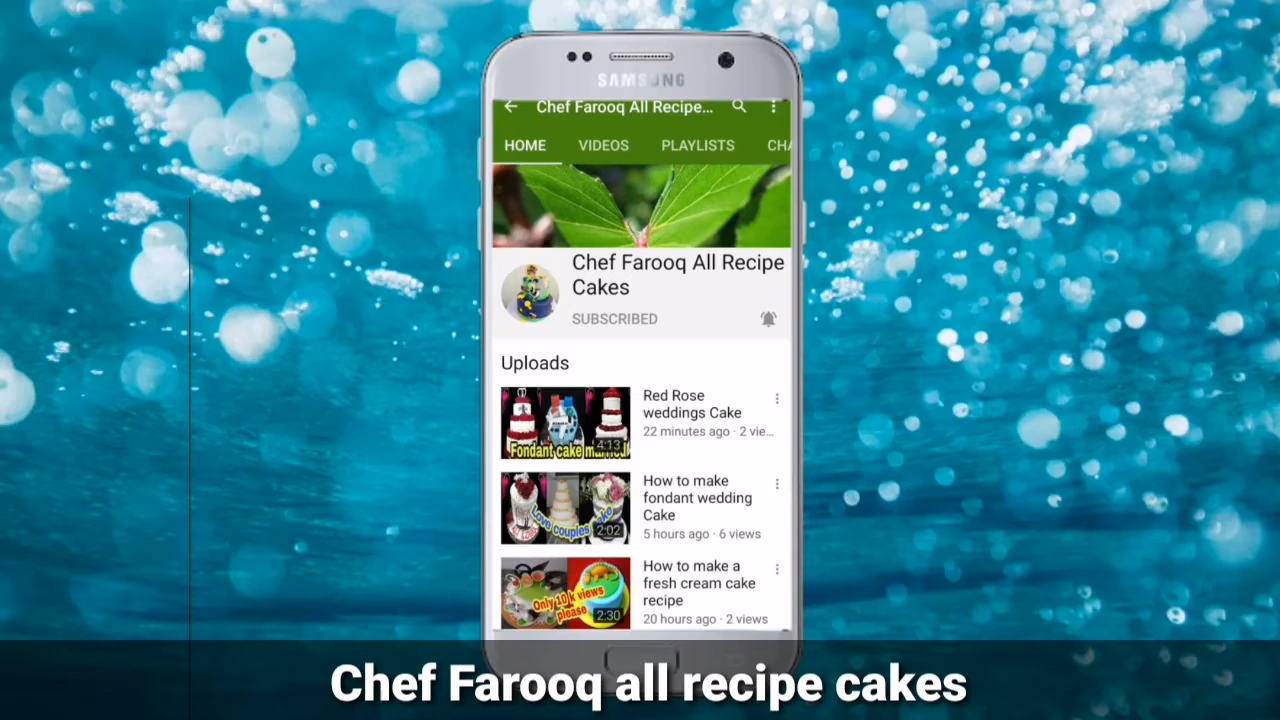 SAMSUNG
Chef Farooq All Recipe...
HOME VIDEOS PLAYLISTS CHA
Chef Farooq All Recipe
Cakes
SUBSCRIBED
Uploads
Fondant cake married
4:13
Red Rose
weddings Cake
22 minutes ago · 2 vie...
Love couples cake
2:02
How to make
fondant wedding
Cake
5 hours ago · 6 views
Only 10 k views
please
2:30
How to make a
fresh cream cake
recipe
20 hours ago · 2 views
Chef Farooq all recipe cakes